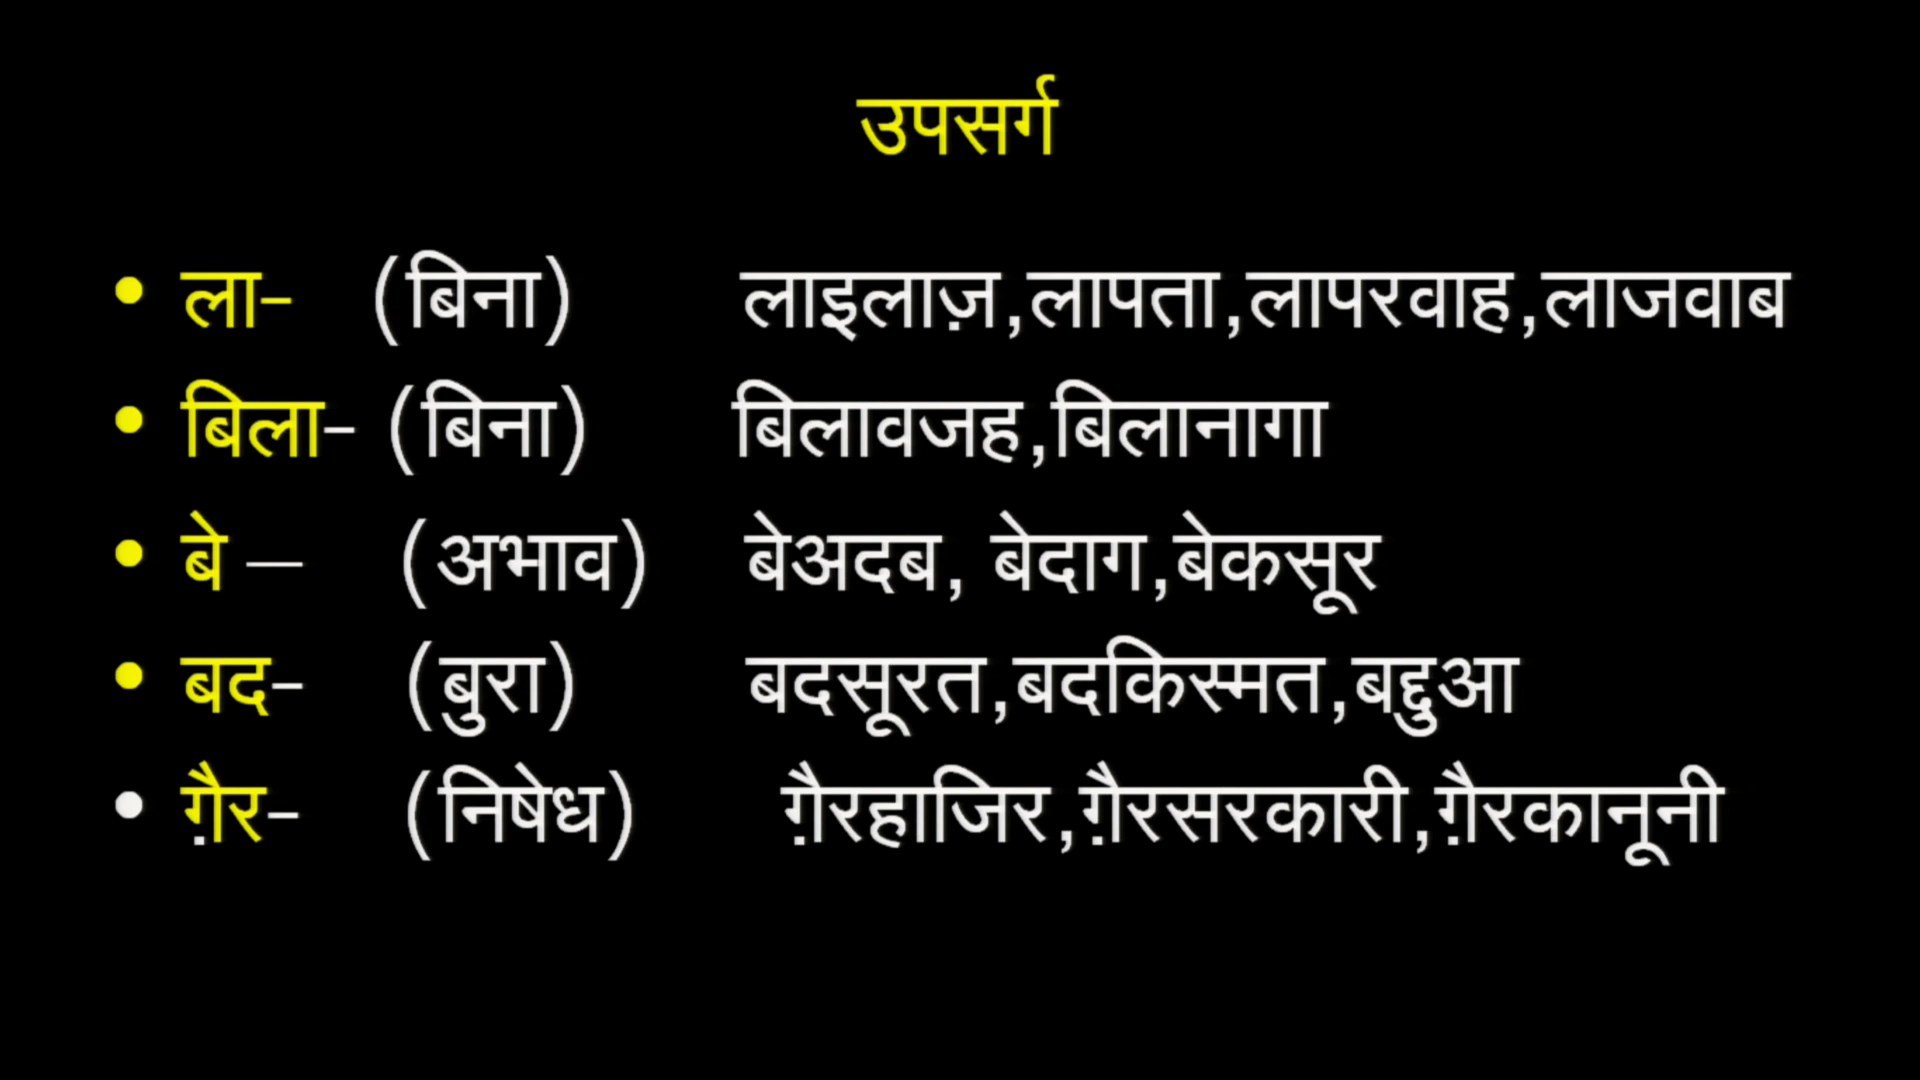 उपसर्ग
• ला- (बिना) लाइलाज़,लापता,लापरवाह,लाजवाब
• बिला- (बिना) बिलावजह,बिलानागा
• बे – (अभाव) बेअदब, बेदाग,बेकसूर
• बद- (बुरा) बदसूरत,बदकिस्मत,बद्दुआ
• ग़ैर- (निषेध) ग़ैरहाजिर,ग़ैरसरकारी,ग़ैरकानूनी